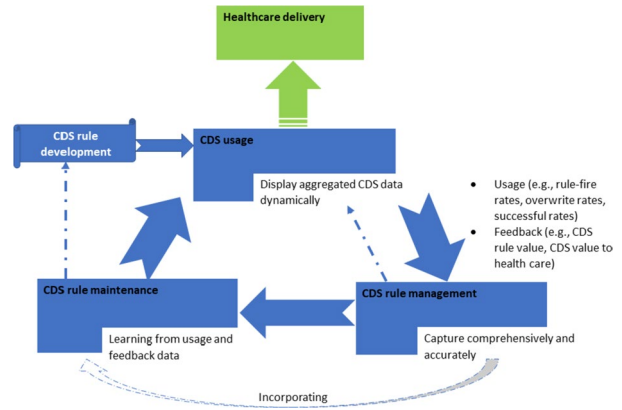 Healthcare delivery
CDS rule
development
CDS usage
Display aggregated CDS data
dynamically
• Usage (e.g., rule-fire
rates, overwrite rates,
successful rates)
• Feedback (e.g., CDS
rule value, CDS value to
health care)
CDS rule maintenance
Learning from usage and
feedback data
CDS rule management
Capture comprehensively and
accurately
Incorporating